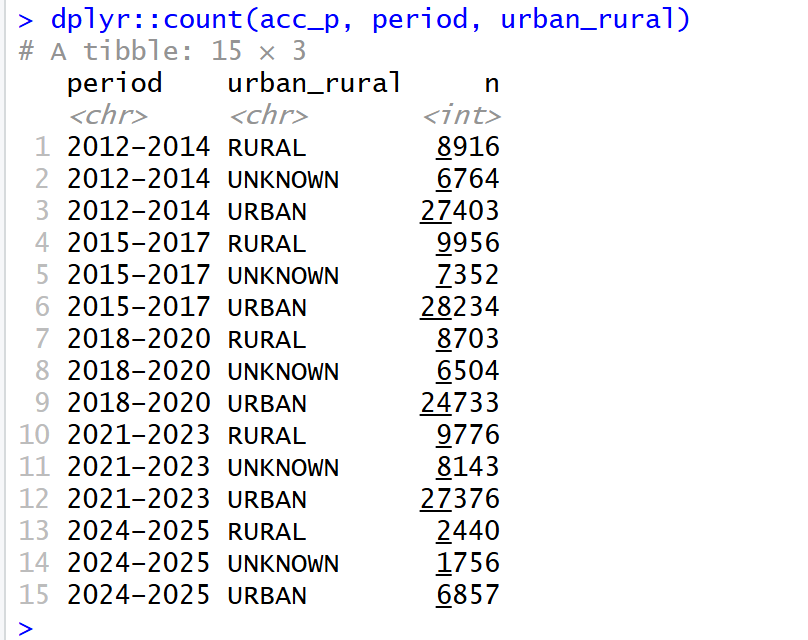 > dplyr::count(acc_p, period, urban_rural)
# A tibble: 15 × 3
period urban_rural n
<chr> <chr> <int>
1 2012-2014 RURAL 8916
2 2012-2014 UNKNOWN 6764
3 2012-2014 URBAN 27403
4 2015-2017 RURAL 9956
5 2015-2017 UNKNOWN 7352
6 2015-2017 URBAN 28234
7 2018-2020 RURAL 8703
8 2018-2020 UNKNOWN 6504
9 2018-2020 URBAN 24733
10 2021-2023 RURAL 9776
11 2021-2023 UNKNOWN 8143
12 2021-2023 URBAN 27376
13 2024-2025 RURAL 2440
14 2024-2025 UNKNOWN 1756
15 2024-2025 URBAN 6857
>